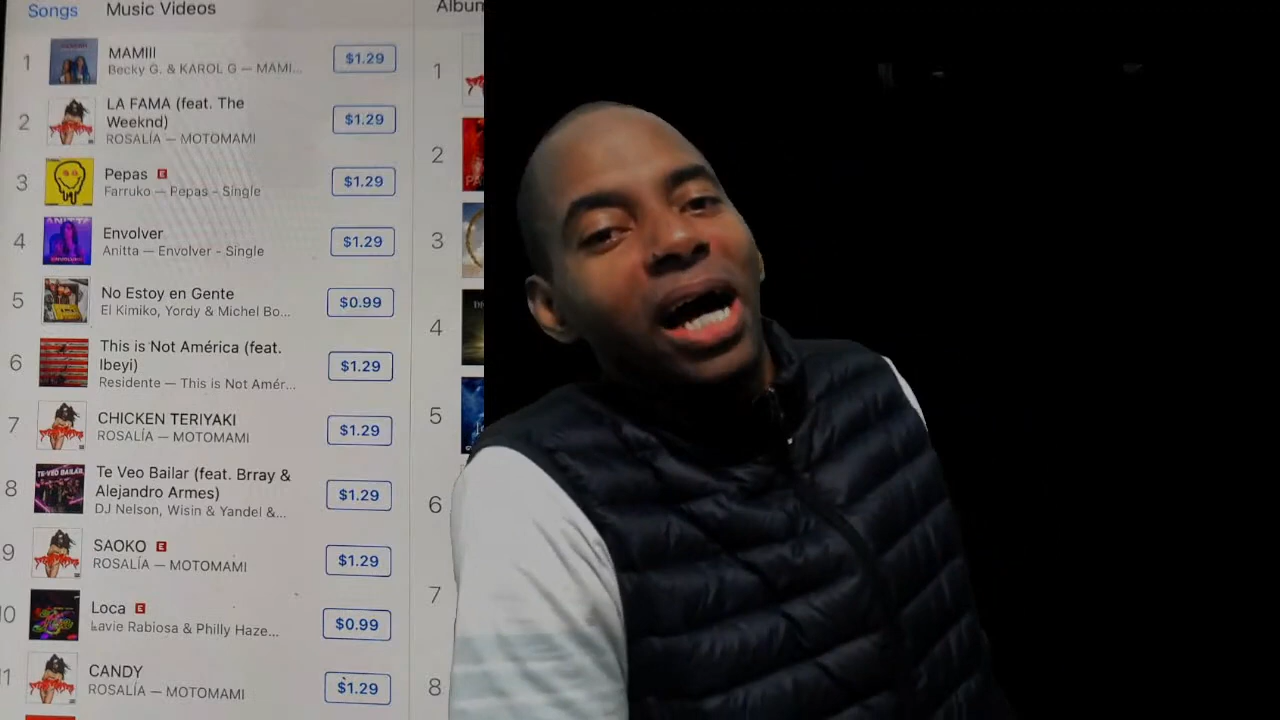 Songs
Music Videos
Album
1
MAMIII
Becky G. & KAROL G — MAMI...
$1.29
2
LA FAMA (feat. The
Weeknd)
ROSALÍA — MOTOMAMI
$1.29
3
Pepas E
Farruko — Pepas - Single
$1.29
4
Envolver
Anitta — Envolver - Single
$1.29
5
No Estoy en Gente
El Kimiko, Yordy & Michel Bo...
$0.99
6
This is Not América (feat.
Ibeyi)
Residente — This is Not Amér...
$1.29
7
CHICKEN TERIYAKI
ROSALÍA — MOTOMAMI
$1.29
8
Te Veo Bailar (feat. Brray &
Alejandro Armes)
DJ Nelson, Wisin & Yandel &...
$1.29
9
SAOKO E
ROSALÍA — MOTOMAMI
$1.29
10
Loca E
Lavie Rabiosa & Philly Haze...
$0.99
11
CANDY
ROSALÍA — MOTOMAMI
$1.29
1
2
3
4
5
6
7
8
ANITTA
ENVOLVER
TE VEO BAILAR